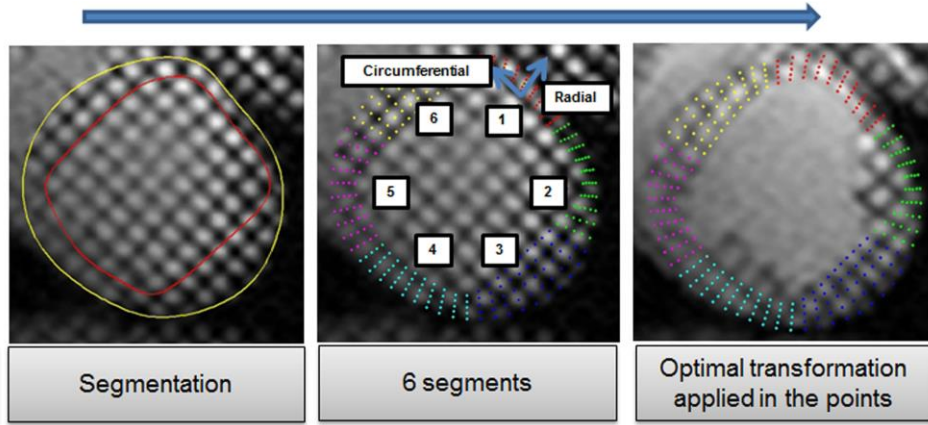 Circumferential
Radial
6
1
5
2
4
3
Segmentation
6 segments
Optimal transformation
applied in the points